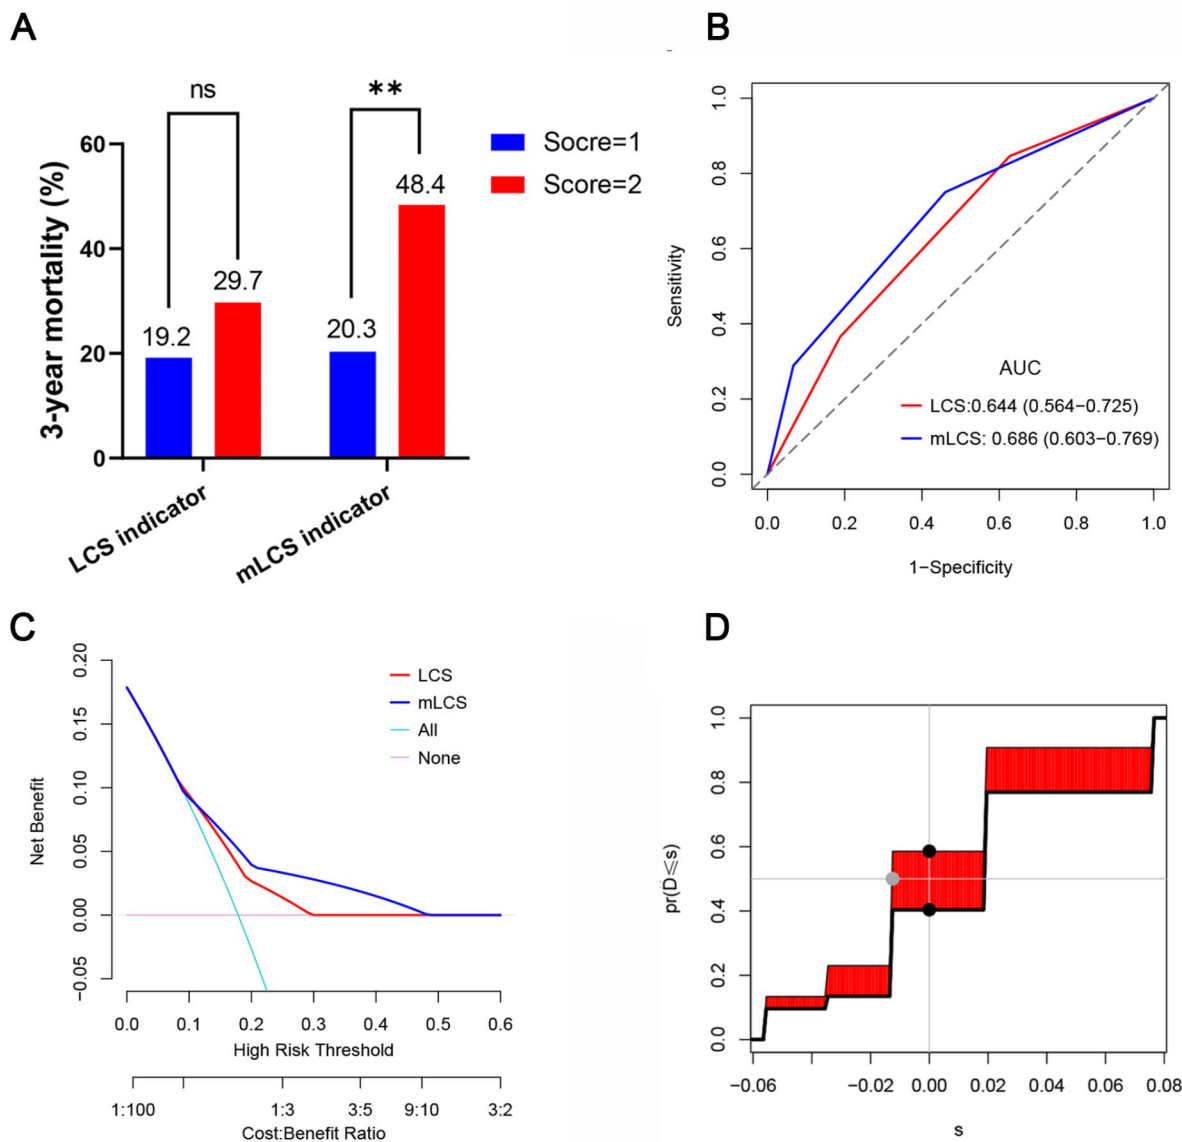 A
ns
**
60
40
20
0
3-year mortality (%)
19.2
29.7
20.3
48.4
Socre=1
Score=2
LCS indicator
mLCS indicator
B
1.0
0.8
0.6
0.4
0.2
0.0
Sensitivity
AUC
LCS:0.644 (0.564−0.725)
mLCS: 0.686 (0.603−0.769)
0.0 0.2 0.4 0.6 0.8 1.0
1−Specificity
C
0.20
0.15
0.10
0.05
0.00
−0.05
Net Benefit
LCS
mLCS
All
None
0.0 0.1 0.2 0.3 0.4 0.5 0.6
High Risk Threshold
1:100 1:3 3:5 9:10 3:2
Cost:Benefit Ratio
D
1.0
0.8
0.6
0.4
0.2
0.0
pr(D⩽s)
−0.06 −0.02 0.00 0.02 0.04 0.06 0.08
s